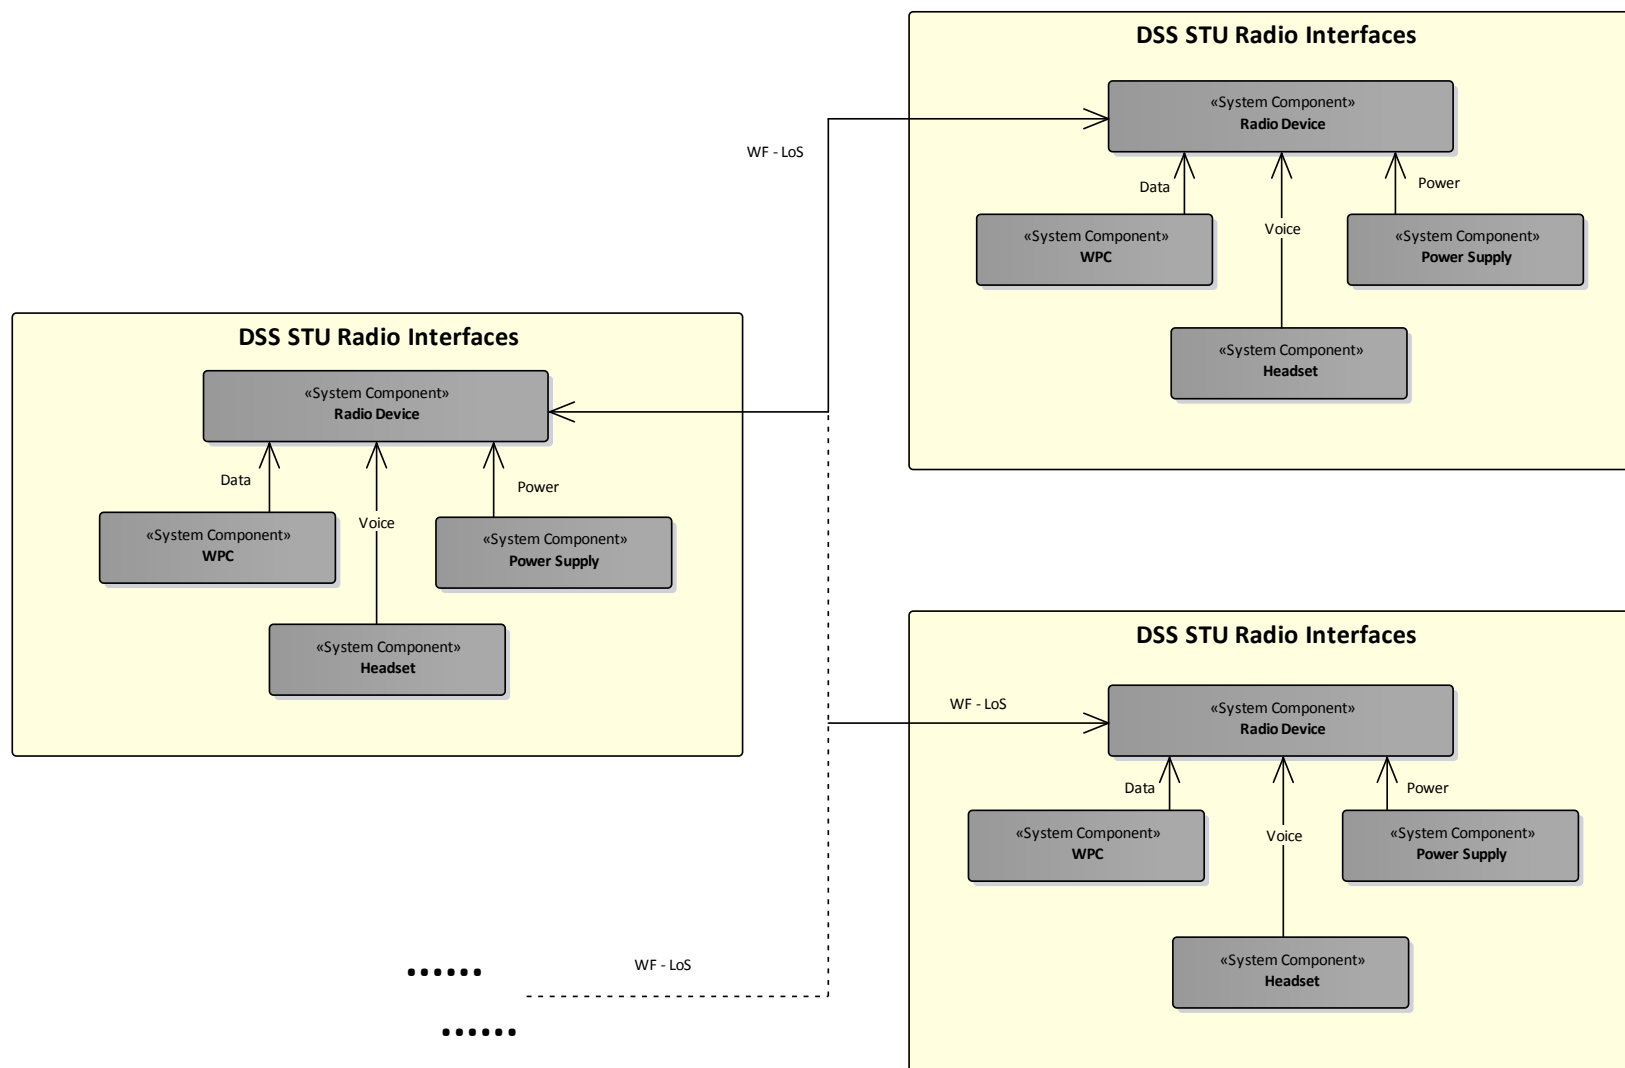 DSS STU Radio Interfaces
«System Component»
Radio Device
WF - LoS
Data
Power
Voice
«System Component»
WPC
«System Component»
Power Supply
«System Component»
Headset
DSS STU Radio Interfaces
«System Component»
Radio Device
Data
Power
Voice
«System Component»
WPC
«System Component»
Power Supply
«System Component»
Headset
DSS STU Radio Interfaces
WF - LoS
«System Component»
Radio Device
Data
Power
Voice
«System Component»
WPC
«System Component»
Power Supply
«System Component»
Headset
......
WF - LoS
......